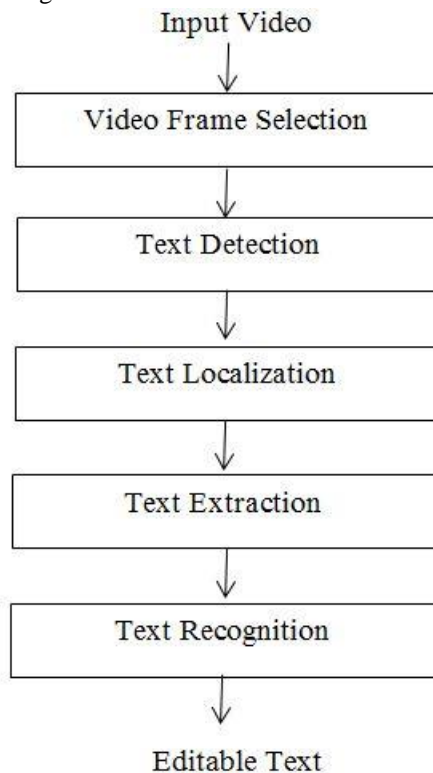 Input Video
Video Frame Selection
Text Detection
Text Localization
Text Extraction
Text Recognition
Editable Text